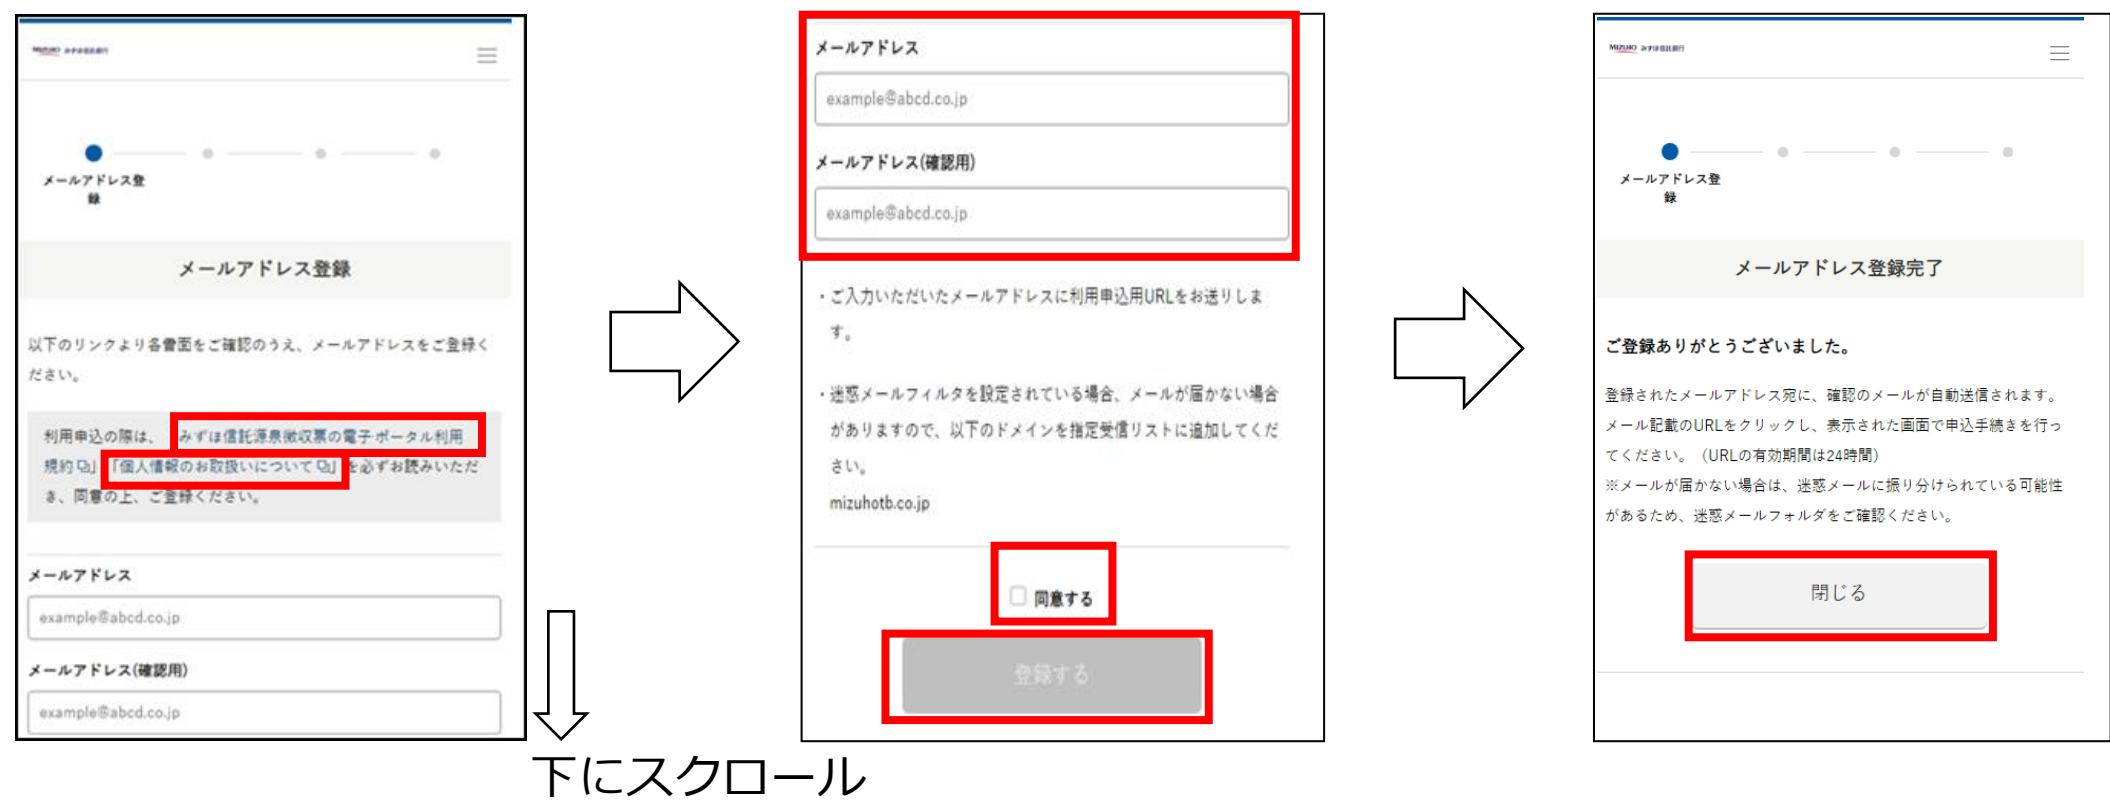 MIZUHO みずほ信託銀行
メールアドレス登
録
メールアドレス登録
以下のリンクより各書面をご確認のうえ、メールアドレスをご登録く
ださい。
利用申込の際は、「みずほ信託源泉徴収票の電子ポータル利用
規約」「個人情報のお取扱いについて」を必ずお読みいただ
き、同意の上、ご登録ください。
メールアドレス
example@abcd.co.jp
メールアドレス(確認用)
example@abcd.co.jp
下にスクロール
メールアドレス
example@abcd.co.jp
メールアドレス(確認用)
example@abcd.co.jp
・ご入力いただいたメールアドレスに利用申込用URLをお送りしま
す。
・迷惑メールフィルタを設定されている場合、メールが届かない場合
がありますので、以下のドメインを指定受信リストに追加してくだ
さい。
mizuhotb.co.jp
同意する
登録する
MIZUHO みずほ信託銀行
メールアドレス登
録
メールアドレス登録完了
ご登録ありがとうございました。
登録されたメールアドレス宛に、確認のメールが自動送信されます。
メール記載のURLをクリックし、表示された画面で申込手続きを行っ
てください。（URLの有効期間は24時間）
※メールが届かない場合は、迷惑メールに振り分けられている可能性
があるため、迷惑メールフォルダをご確認ください。
閉じる